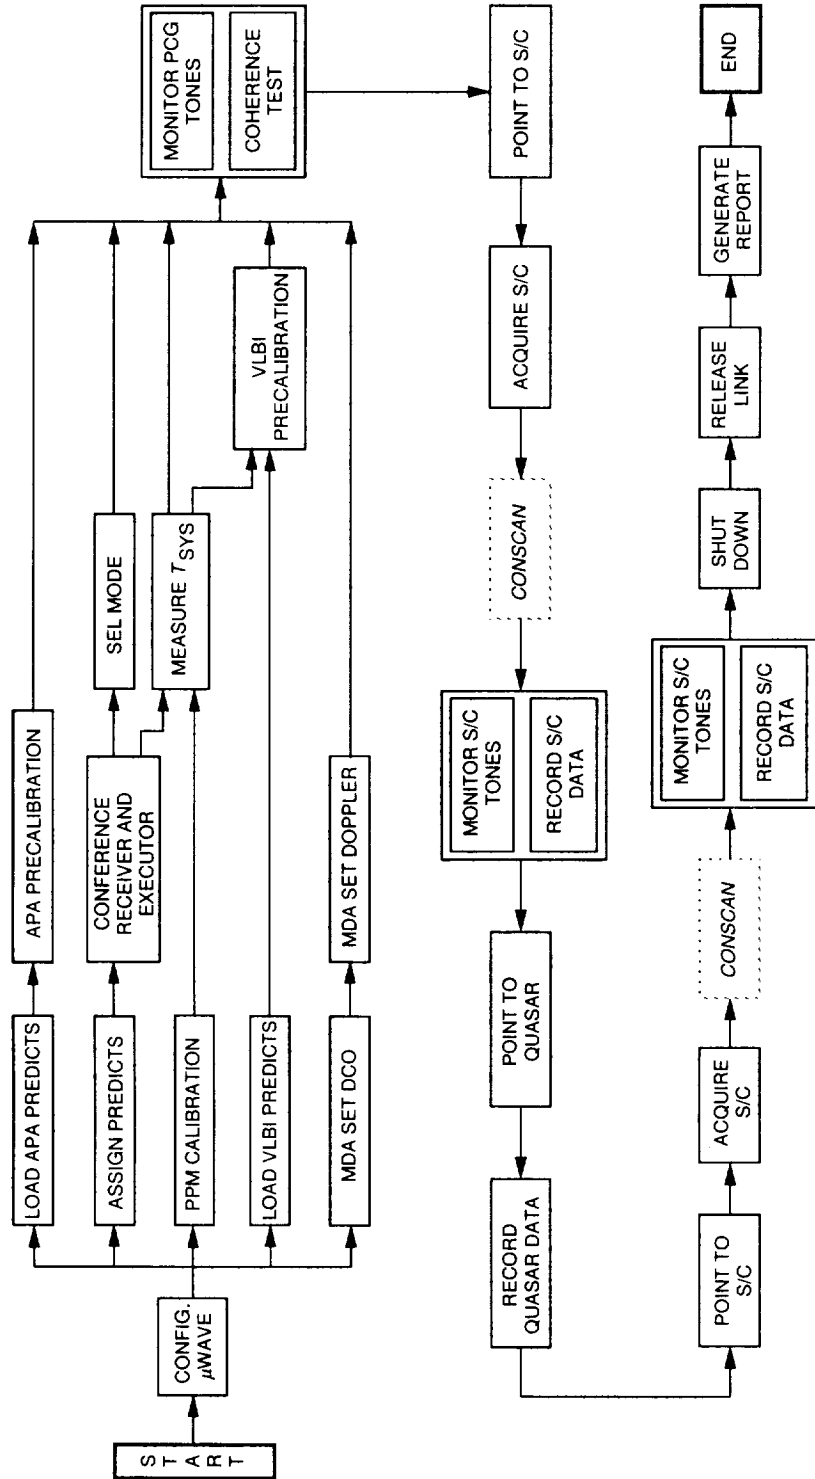 S
T
A
R
T
CONFIG.
μWAVE
LOAD APA PREDICTS
APA PRECALIBRATION
ASSIGN PREDICTS
CONFERENCE
RECEIVER AND
EXECUTOR
SEL MODE
PPM CALIBRATION
MEASURE TSYS
LOAD VLBI PREDICTS
VLBI
PRECALIBRATION
MDA SET DCO
MDA SET DOPPLER
MONITOR PCG
TONES
COHERENCE
TEST
POINT TO S/C
ACQUIRE S/C
CONSCAN
MONITOR S/C
TONES
RECORD S/C
DATA
POINT TO
QUASAR
RECORD
QUASAR DATA
POINT TO
S/C
ACQUIRE
S/C
CONSCAN
MONITOR S/C
TONES
RECORD S/C
DATA
SHUT
DOWN
RELEASE
LINK
GENERATE
REPORT
END